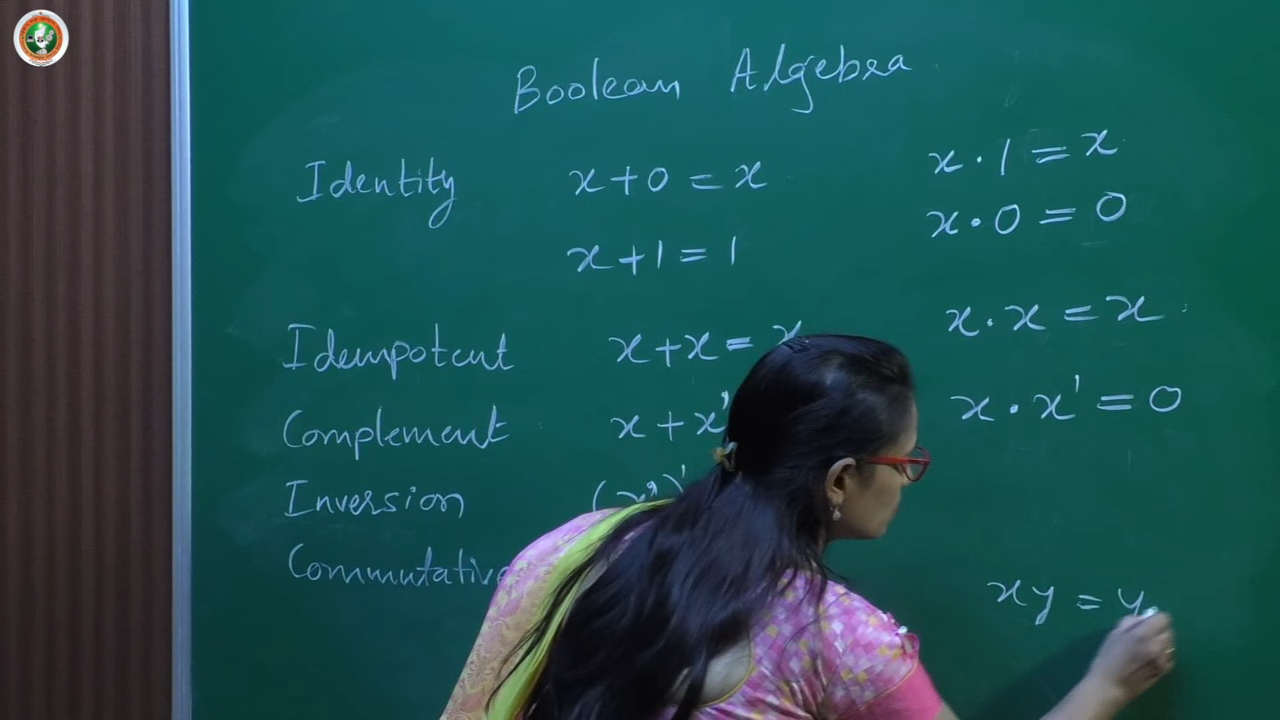 Boolean Algebra
Identity x+0 = x x·1 = x
x·0 = 0
x+1 = 1
Idempotent x+x = x x·x = x
Complement x+x' x·x' = 0
Inversion (x')'
Commutative xy = y